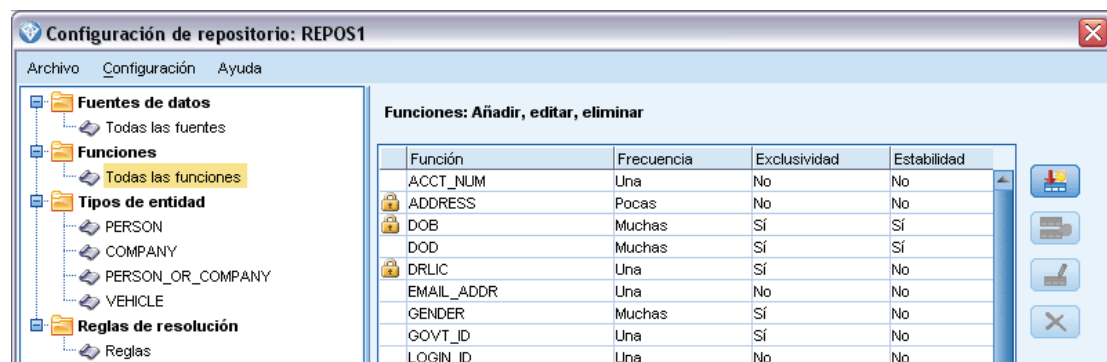 Configuración de repositorio: REPOS1
Archivo Configuración Ayuda
Fuentes de datos
Todas las fuentes
Funciones
Todas las funciones
Tipos de entidad
PERSON
COMPANY
PERSON_OR_COMPANY
VEHICLE
Reglas de resolución
Reglas
Funciones: Añadir, editar, eliminar
Función Frecuencia Exclusividad Estabilidad
ACCT_NUM Una No No
ADDRESS Pocas No No
DOB Muchas Sí Sí
DOD Muchas Sí Sí
DRLIC Una Sí No
EMAIL_ADDR Una No No
GENDER Muchas Sí No
GOVT_ID Una Sí No
LOGIN_ID Una No No